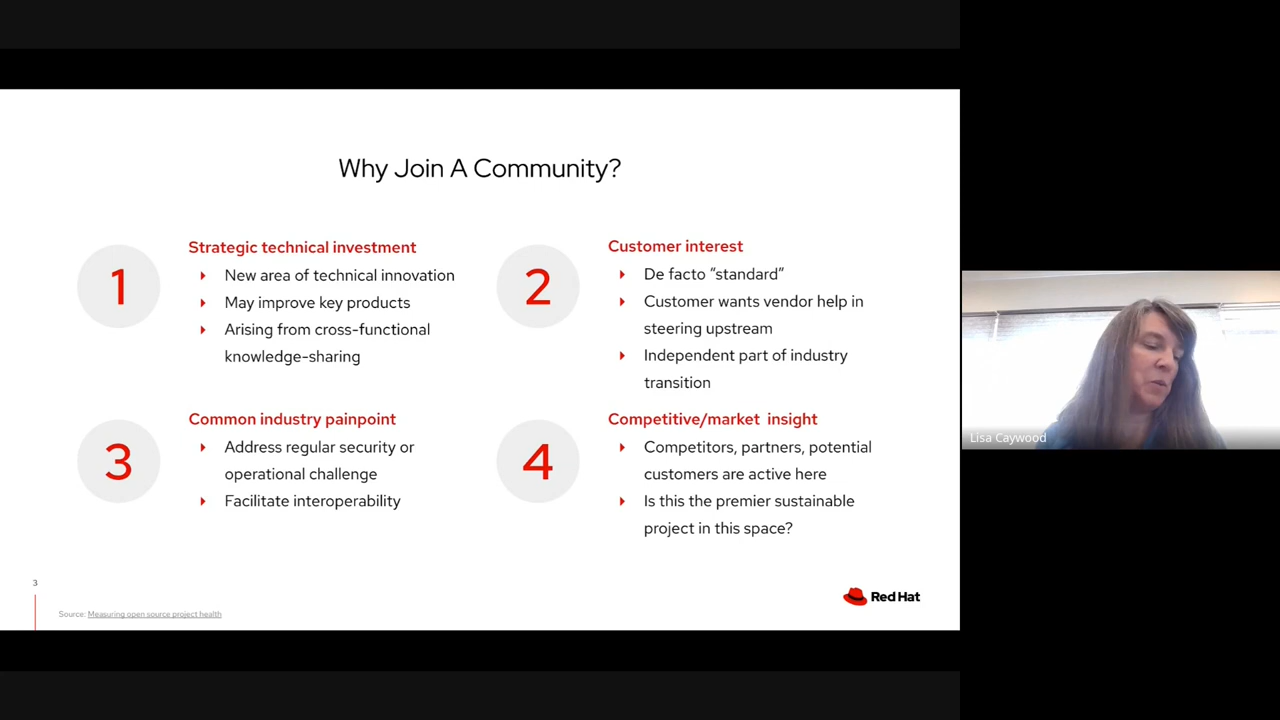 Why Join A Community?
1
Strategic technical investment
New area of technical innovation
May improve key products
Arising from cross-functional
knowledge-sharing
2
Customer interest
De facto “standard”
Customer wants vendor help in
steering upstream
Independent part of industry
transition
3
Common industry painpoint
Address regular security or
operational challenge
Facilitate interoperability
4
Competitive/market insight
Competitors, partners, potential
customers are active here
Is this the premier sustainable
project in this space?
3
Source: Measuring open source project health
Red Hat
Lisa Caywood